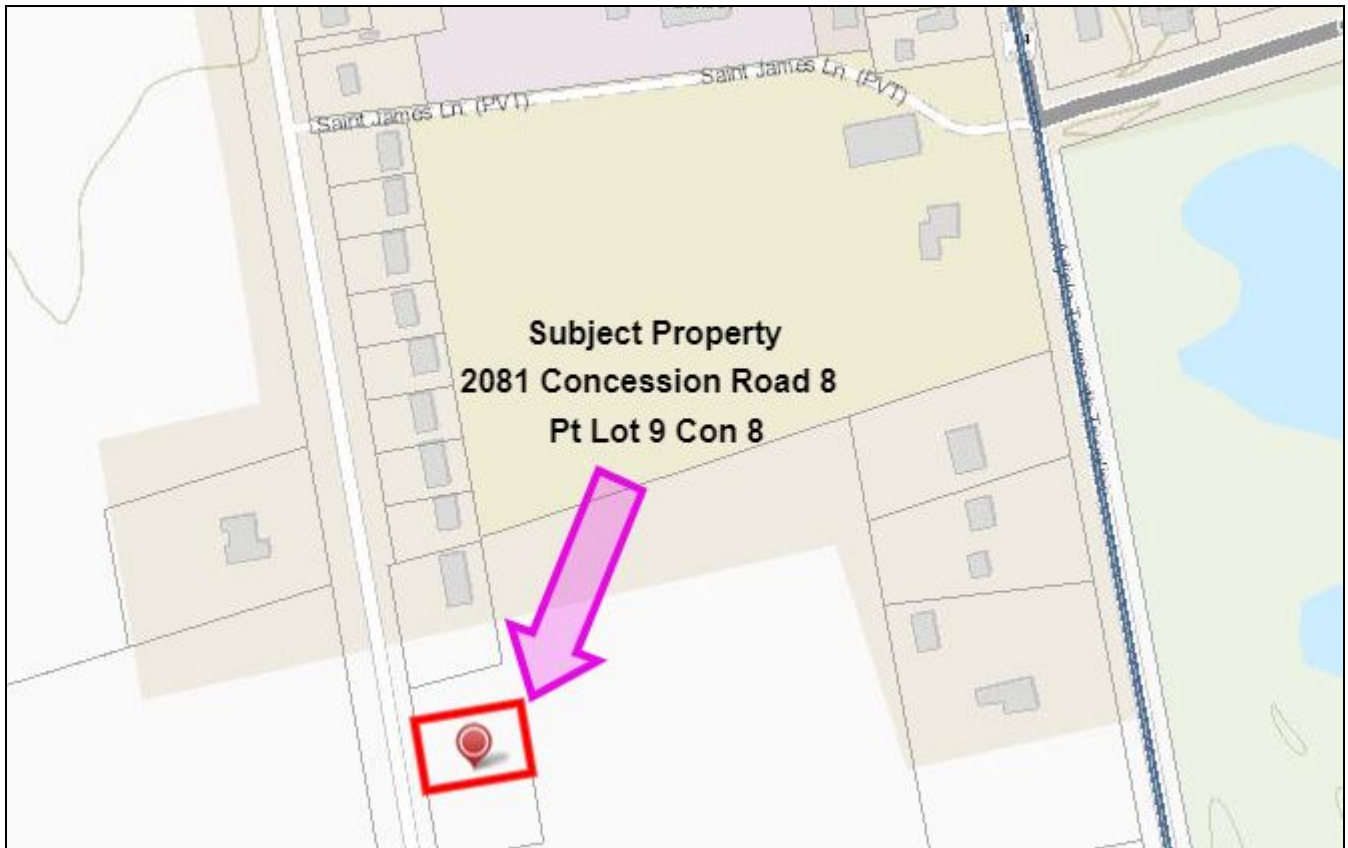 Saint James Ln. (PVT)
Saint James Ln. (PVT)
Subject Property
2081 Concession Road 8
Pt Lot 9 Con 8